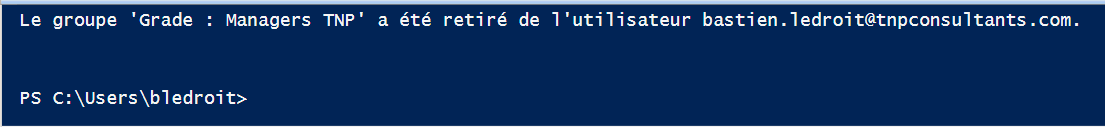 Le groupe 'Grade : Managers TNP' a été retiré de l'utilisateur bastien.ledroit@tnpconsultants.com.
PS C:\Users\bledroit>